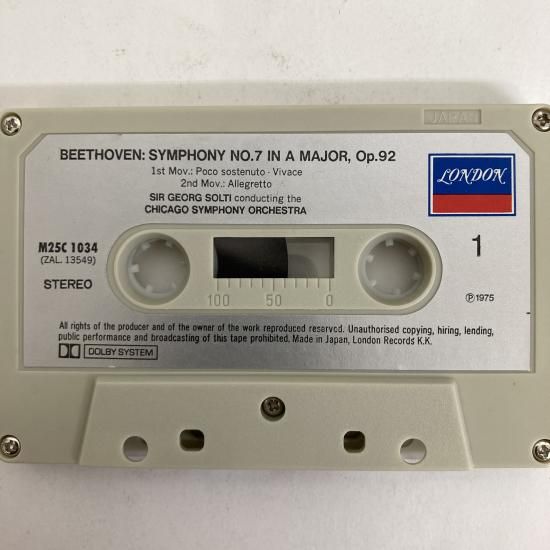 JAPAN
BEETHOVEN: SYMPHONY NO.7 IN A MAJOR, Op.92
1st Mov.: Poco sostenuto - Vivace
2nd Mov.: Allegretto
SIR GEORG SOLTI conducting the
CHICAGO SYMPHONY ORCHESTRA
LONDON
M25C 1034
(ZAL. 13549)
STEREO
1
100 50 0
Ⓟ1975
All rights of the producer and of the owner of the work reproduced reserved. Unauthorised copying, hiring, lending,
public performance and broadcasting of this tape prohibited. Made in Japan, London Records K.K.
DOLBY SYSTEM